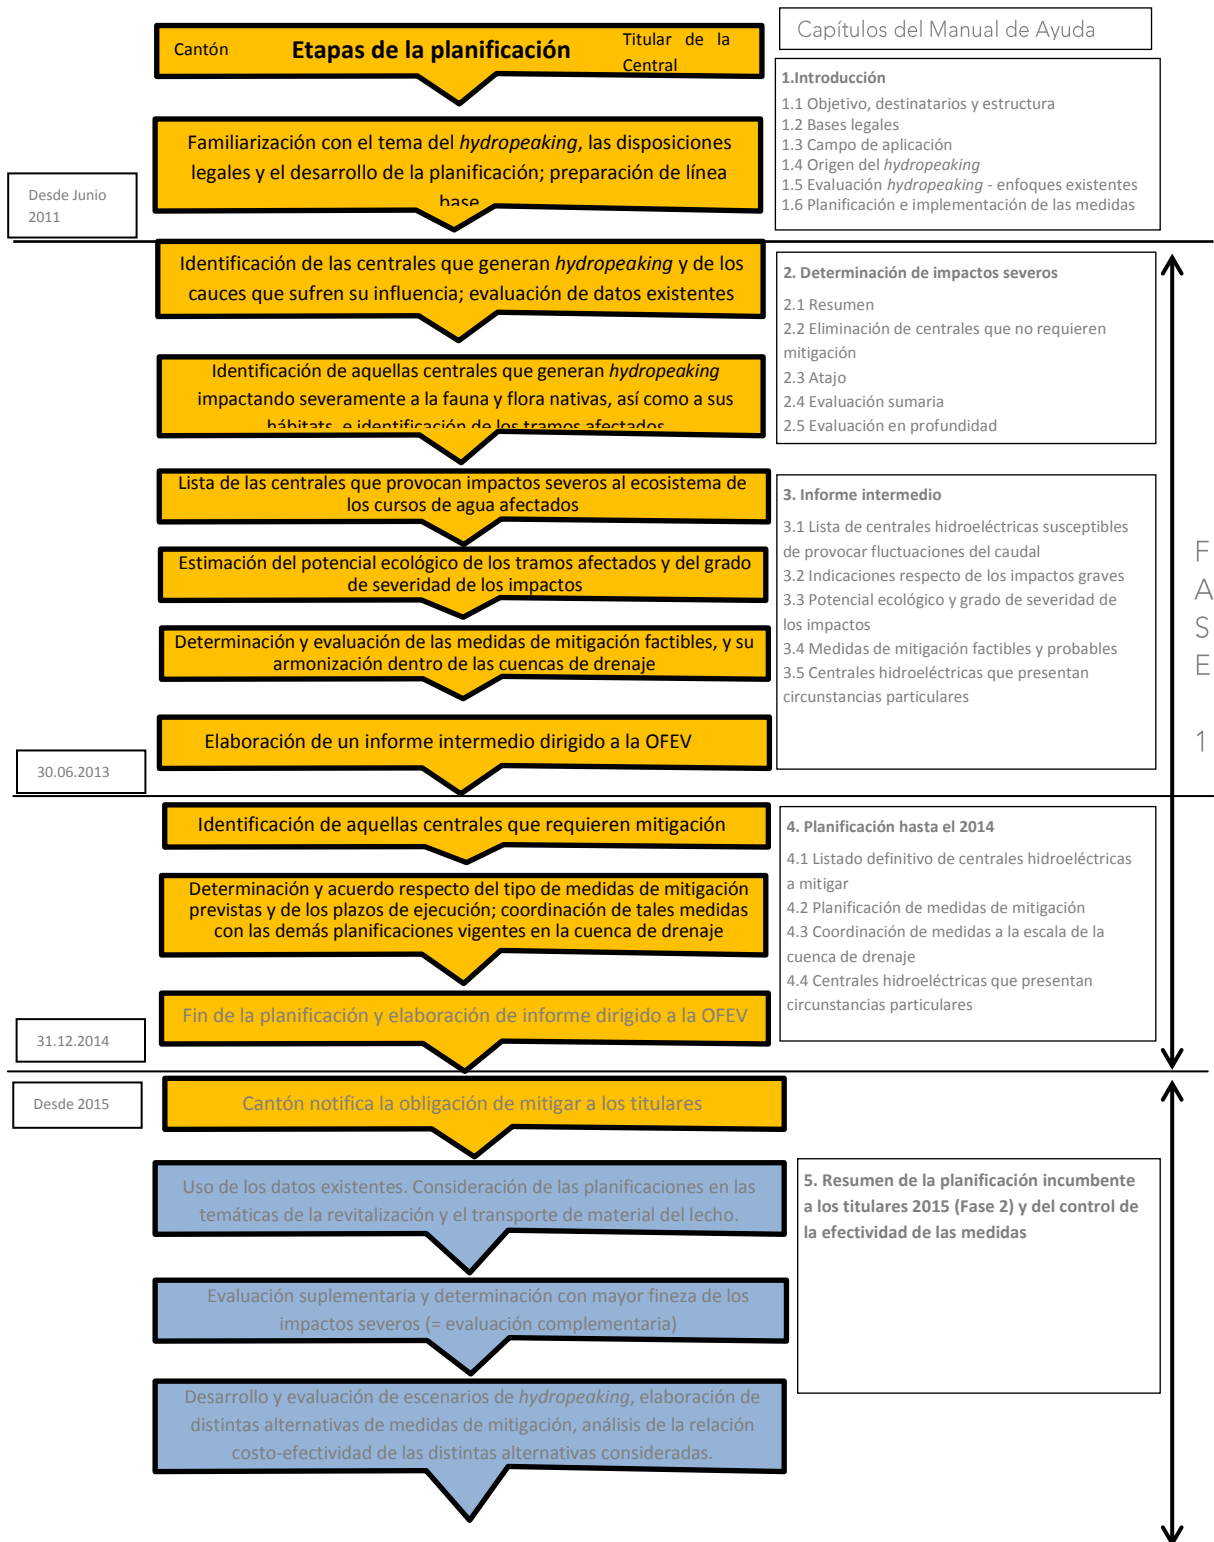 Cantón
Etapas de la planificación
Titular de la
Central
Capítulos del Manual de Ayuda
1.Introducción
1.1 Objetivo, destinatarios y estructura
1.2 Bases legales
1.3 Campo de aplicación
1.4 Origen del hydropeaking
1.5 Evaluación hydropeaking - enfoques existentes
1.6 Planificación e implementación de las medidas
Familiarización con el tema del hydropeaking, las disposiciones
legales y el desarrollo de la planificación; preparación de línea
base
Desde Junio
2011
Identificación de las centrales que generan hydropeaking y de los
cauces que sufren su influencia; evaluación de datos existentes
Identificación de aquellas centrales que generan hydropeaking
impactando severamente a la fauna y flora nativas, así como a sus
hábitats, e identificación de los tramos afectados
2. Determinación de impactos severos
2.1 Resumen
2.2 Eliminación de centrales que no requieren
mitigación
2.3 Atajo
2.4 Evaluación sumaria
2.5 Evaluación en profundidad
Lista de las centrales que provocan impactos severos al ecosistema de
los cursos de agua afectados
Estimación del potencial ecológico de los tramos afectados y del grado
de severidad de los impactos
Determinación y evaluación de las medidas de mitigación factibles, y su
armonización dentro de las cuencas de drenaje
Elaboración de un informe intermedio dirigido a la OFEV
3. Informe intermedio
3.1 Lista de centrales hidroeléctricas susceptibles
de provocar fluctuaciones del caudal
3.2 Indicaciones respecto de los impactos graves
3.3 Potencial ecológico y grado de severidad de
los impactos
3.4 Medidas de mitigación factibles y probables
3.5 Centrales hidroeléctricas que presentan
circunstancias particulares
F
A
S
E
1
30.06.2013
Identificación de aquellas centrales que requieren mitigación
Determinación y acuerdo respecto del tipo de medidas de mitigación
previstas y de los plazos de ejecución; coordinación de tales medidas
con las demás planificaciones vigentes en la cuenca de drenaje
Fin de la planificación y elaboración de informe dirigido a la OFEV
4. Planificación hasta el 2014
4.1 Listado definitivo de centrales hidroeléctricas
a mitigar
4.2 Planificación de medidas de mitigación
4.3 Coordinación de medidas a la escala de la
cuenca de drenaje
4.4 Centrales hidroeléctricas que presentan
circunstancias particulares
31.12.2014
Desde 2015
Cantón notifica la obligación de mitigar a los titulares
Uso de los datos existentes. Consideración de las planificaciones en las
temáticas de la revitalización y el transporte de material del lecho.
Evaluación suplementaria y determinación con mayor fineza de los
impactos severos (= evaluación complementaria)
Desarrollo y evaluación de escenarios de hydropeaking, elaboración de
distintas alternativas de medidas de mitigación, análisis de la relación
costo-efectividad de las distintas alternativas consideradas.
5. Resumen de la planificación incumbente
a los titulares 2015 (Fase 2) y del control de
la efectividad de las medidas